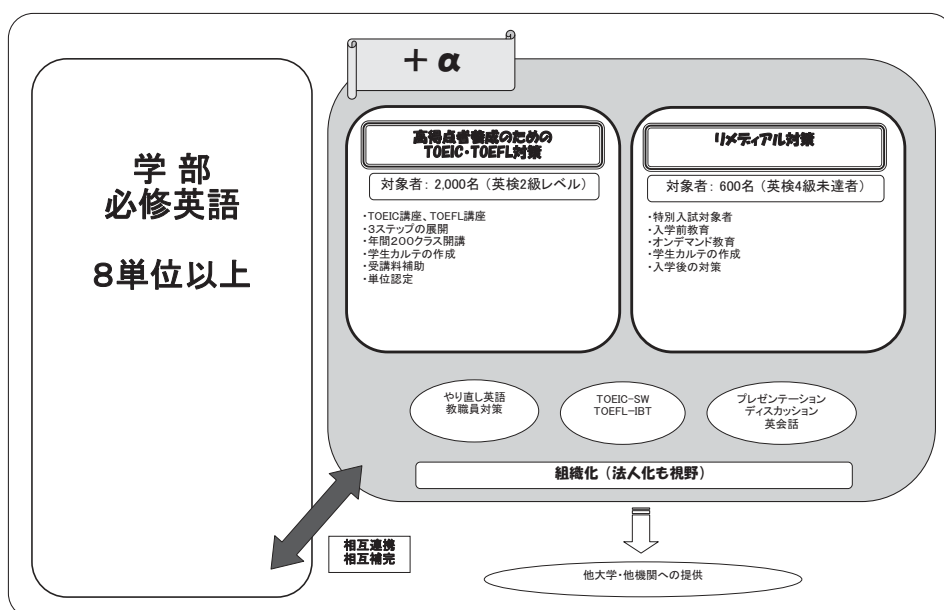 学 部
必修英語
8単位以上
＋α
高得点者養成のための
TOEIC・TOEFL対策
対象者：2,000名（英検2級レベル）
・TOEIC講座、TOEFL講座
・3ステップの展開
・年間200クラス開講
・学生カルテの作成
・受講料補助
・単位認定
リメディアル対策
対象者：600名（英検4級未達者）
・特別入試対象者
・入学前教育
・オンデマンド教育
・学生カルテの作成
・入学後の対策
やり直し英語
教職員対策
TOEIC-SW
TOEFL-IBT
プレゼンテーション
ディスカッション
英会話
組織化（法人化も視野）
相互連携
相互補完
他大学・他機関への提供